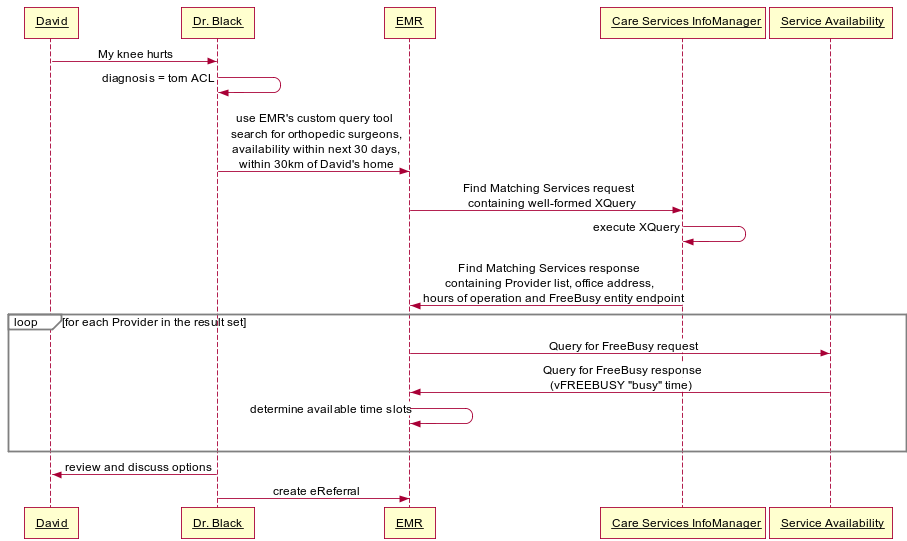 David
Dr. Black
EMR
Care Services InfoManager
Service Availability
My knee hurts
diagnosis = torn ACL
use EMR's custom query tool
search for orthopedic surgeons,
availability within next 30 days,
within 30km of David's home
Find Matching Services request
containing well-formed XQuery
execute XQuery
Find Matching Services response
containing Provider list, office address,
hours of operation and FreeBusy entity endpoint
loop
[for each Provider in the result set]
Query for FreeBusy request
Query for FreeBusy response
(vFREEBUSY "busy" time)
determine available time slots
review and discuss options
create eReferral
David
Dr. Black
EMR
Care Services InfoManager
Service Availability